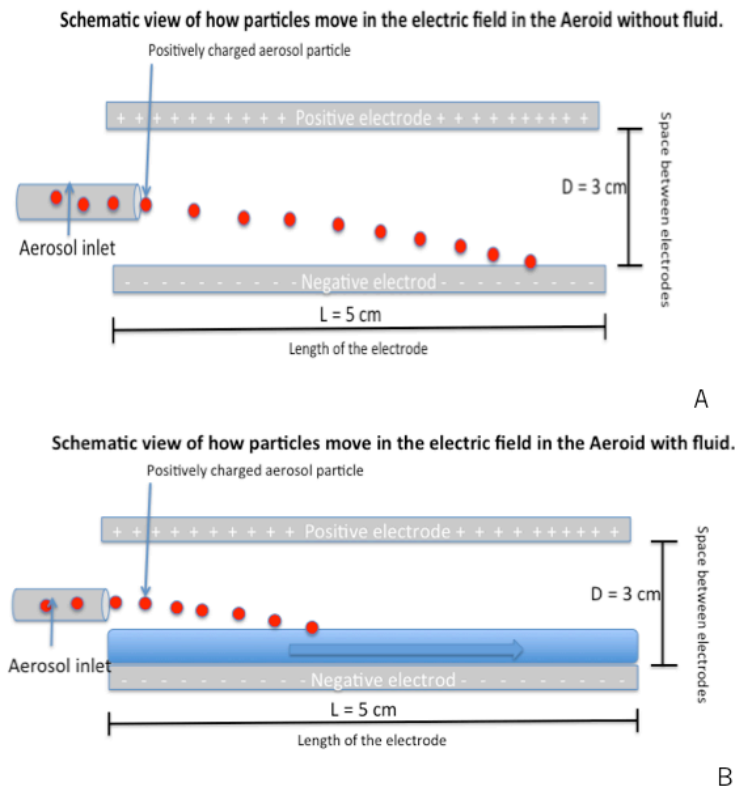 Schematic view of how particles move in the electric field in the Aeroid without fluid.
Positively charged aerosol particle
+ + + + + + + + + Positive electrode + + + + + + + + + +
D = 3 cm
Space between electrodes
Aerosol inlet
- - - - - - - - - - Negative electrod - - - - - - - - -
L = 5 cm
Length of the electrode
A
Schematic view of how particles move in the electric field in the Aeroid with fluid.
Positively charged aerosol particle
+ + + + + + + + + + Positive electrode + + + + + + + + + +
D = 3 cm
Space between electrodes
Aerosol inlet
- - - - - - - - - - Negative electrod - - - - - - - - -
L = 5 cm
Length of the electrode
B